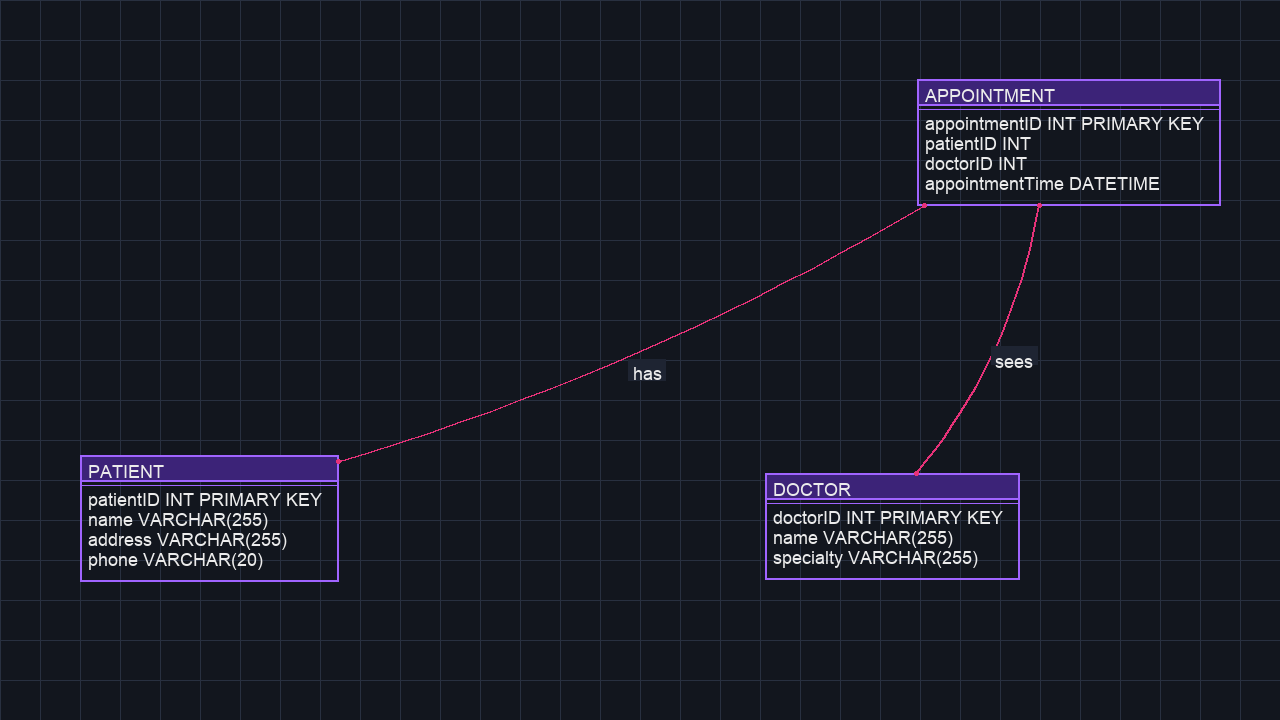 APPOINTMENT
appointmentID INT PRIMARY KEY
patientID INT
doctorID INT
appointmentTime DATETIME
sees
has
PATIENT
patientID INT PRIMARY KEY
name VARCHAR(255)
address VARCHAR(255)
phone VARCHAR(20)
DOCTOR
doctorID INT PRIMARY KEY
name VARCHAR(255)
specialty VARCHAR(255)